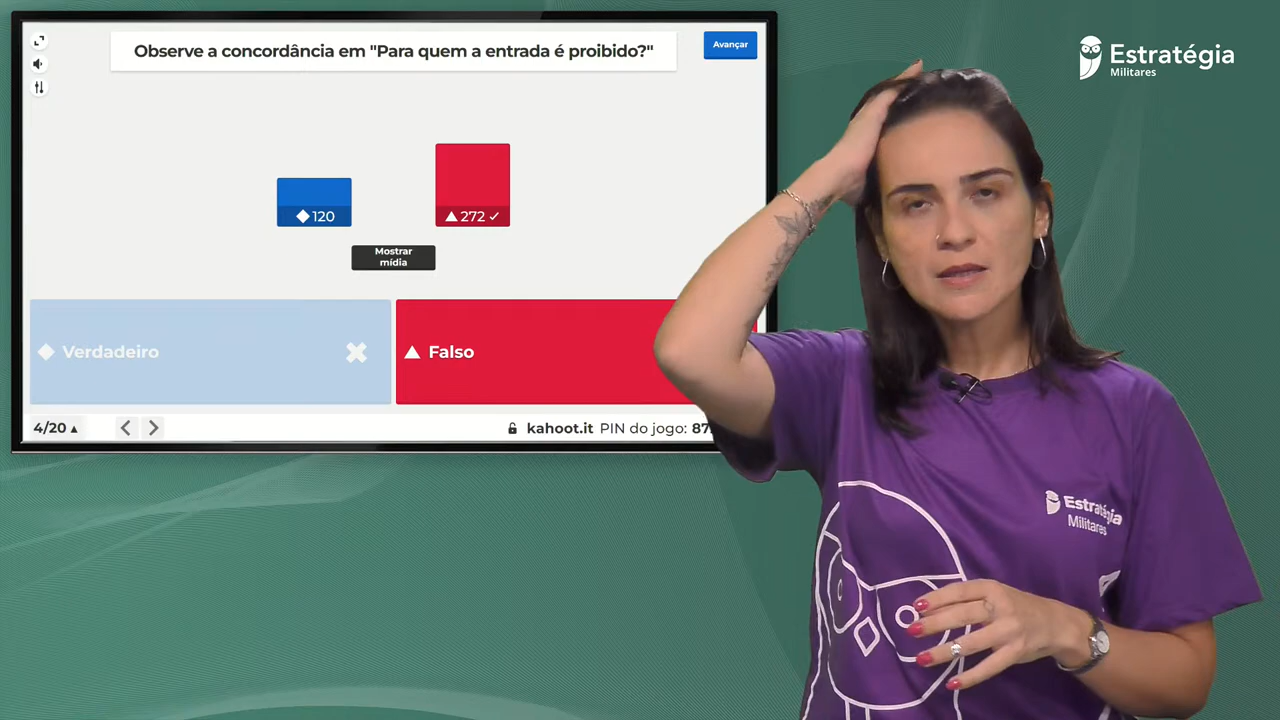 Observe a concordância em "Para quem a entrada é proibido?"
Avançar
120
272
Mostrar
mídia
Verdadeiro
Falso
4/20
kahoot.it PIN do jogo:
Estratégia
Militares
Estratégia
Militares